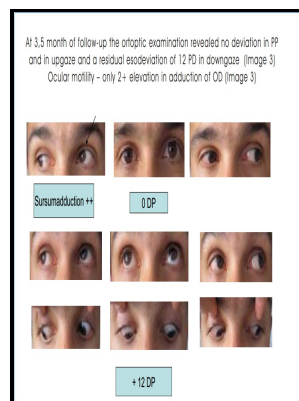 At 3,5 month of follow-up the ortoptic examination revealed no deviation in PP
and in upgaze and a residual esodeviation of 12 PD in downgaze (Image 3)
Ocular motility – only 2+ elevation in adduction of OD (Image 3)
Sursumadduction ++
0 DP
+ 12 DP